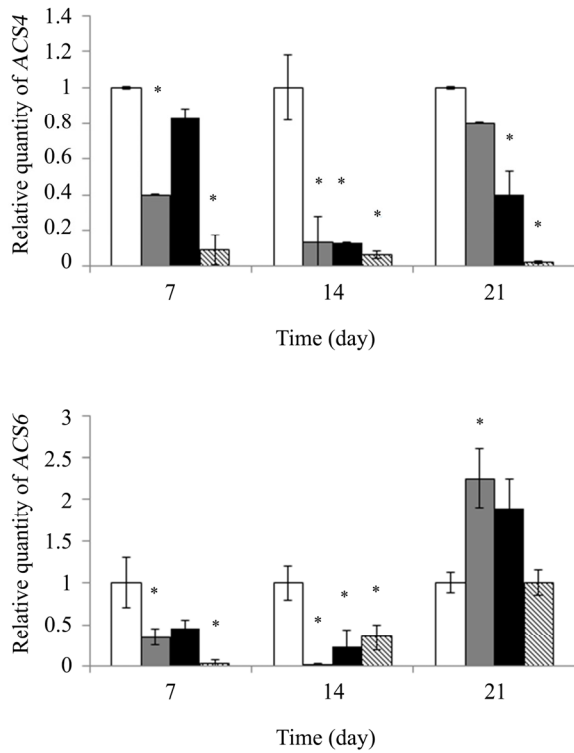 Relative quantity of ACS4
1.4
1.2
1
0.8
0.6
0.4
0.2
0
* * * * * * *
7 14 21
Time (day)
Relative quantity of ACS6
3
2.5
2
1.5
1
0.5
0
* * * * * *
7 14 21
Time (day)